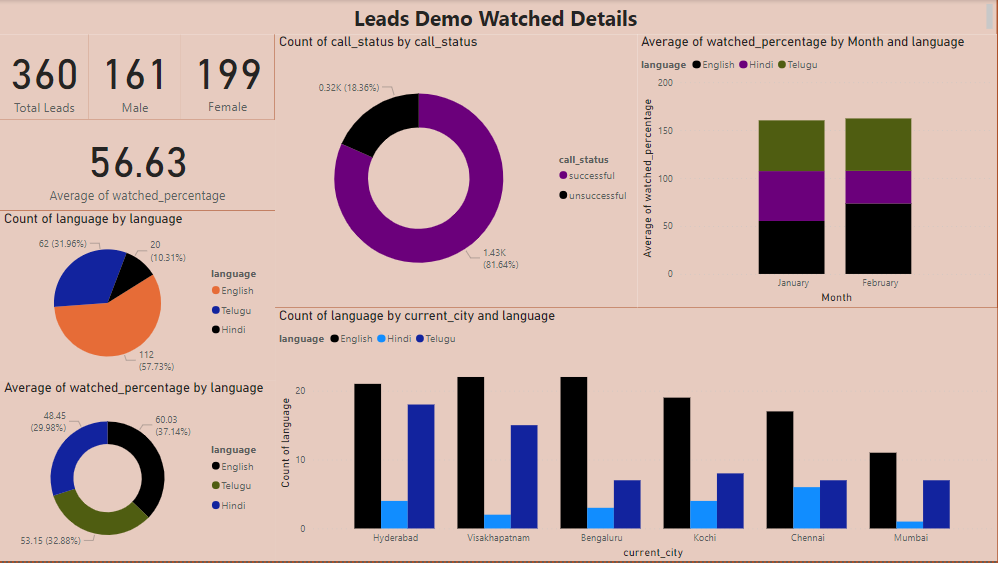 Leads Demo Watched Details
360
Total Leads
161
Male
199
Female
56.63
Average of watched_percentage
Count of language by language
62 (31.96%)
20
(10.31%)
112
(57.73%)
language
English
Telugu
Hindi
Average of watched_percentage by language
48.45
(29.98%)
60.03
(37.14%)
53.15 (32.88%)
language
English
Telugu
Hindi
Count of call_status by call_status
0.32K (18.36%)
1.43K
(81.64%)
call_status
successful
unsuccessful
Average of watched_percentage by Month and language
language English Hindi Telugu
Average of watched_percentage
200
150
100
50
0
January February
Month
Count of language by current_city and language
language English Hindi Telugu
Count of language
20
10
0
Hyderabad Visakhapatnam Bengaluru Kochi Chennai Mumbai
current_city